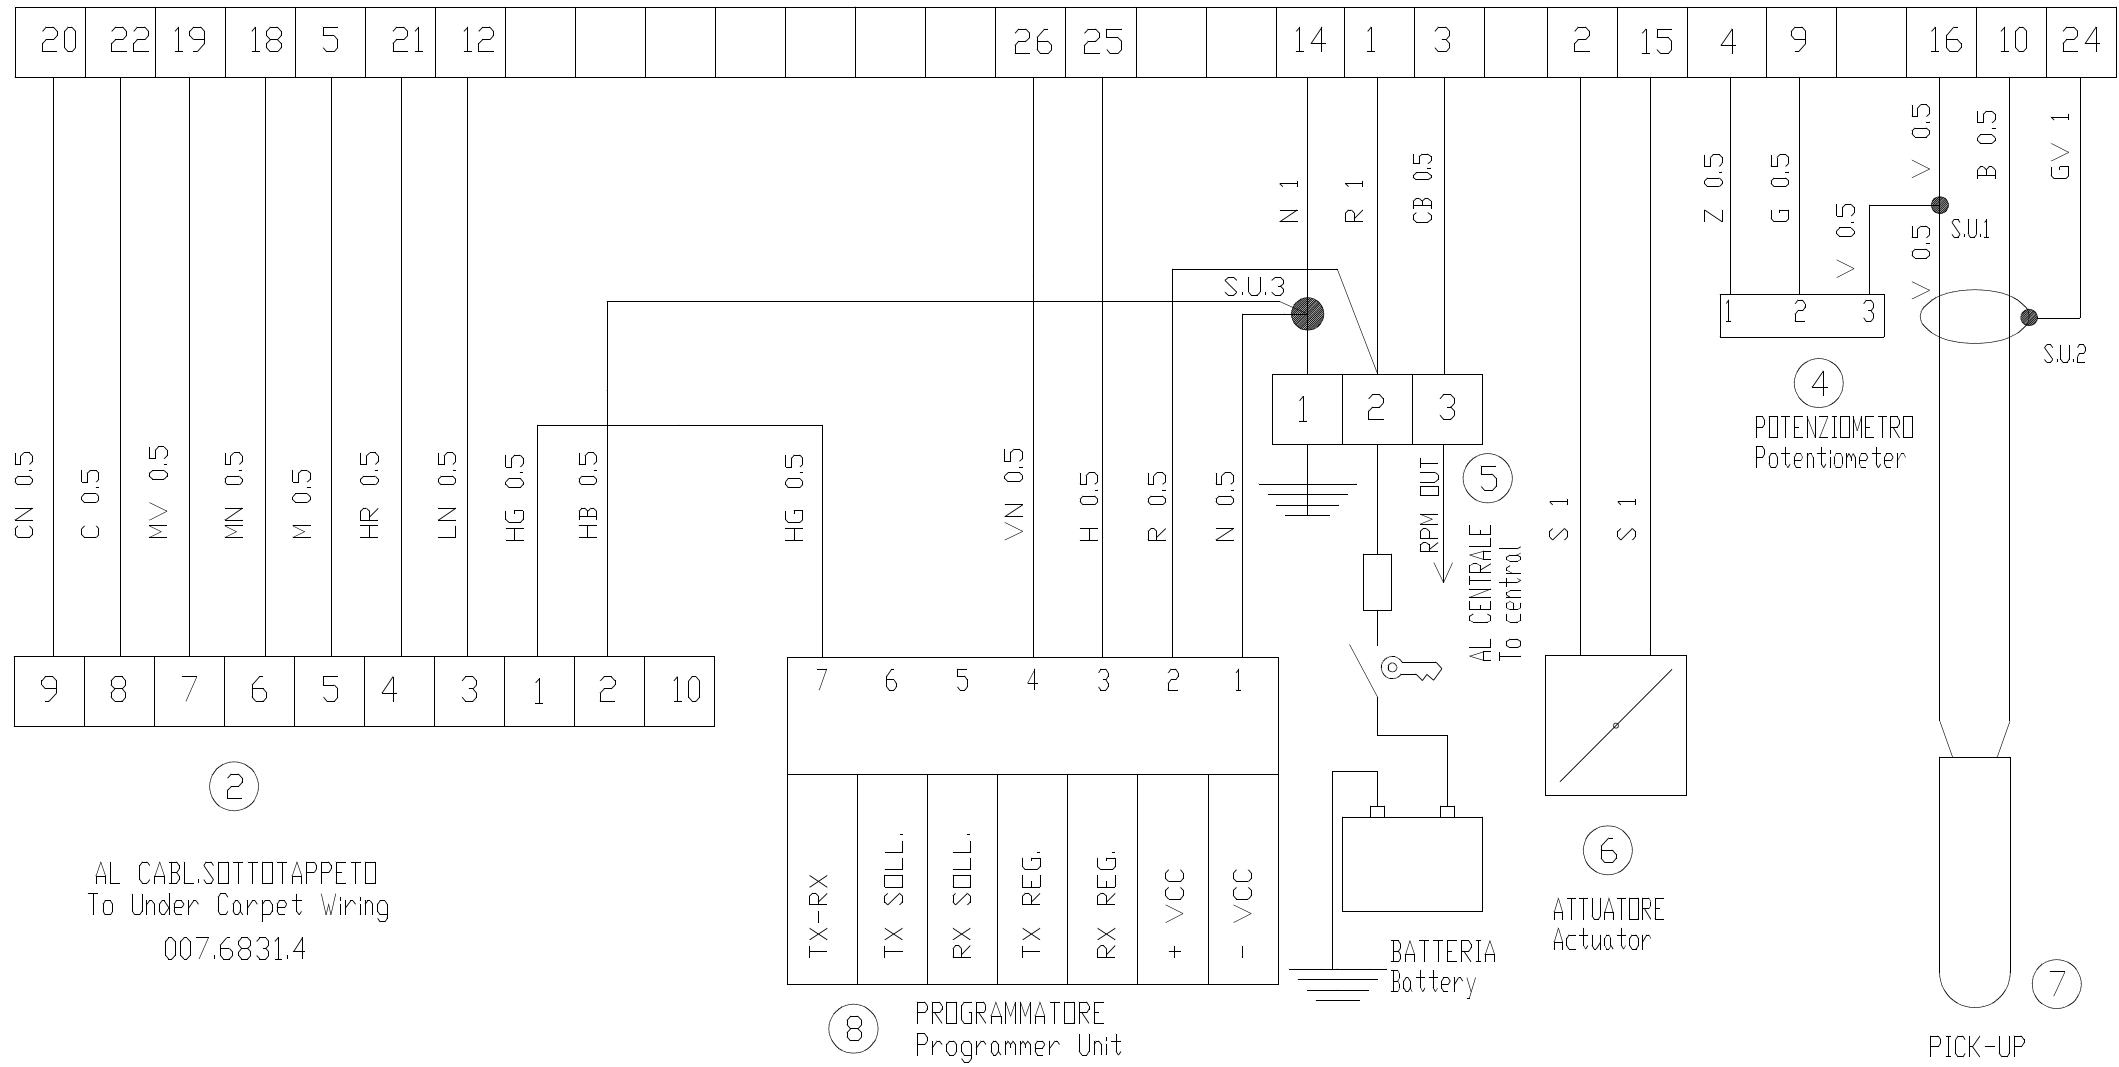 20 22 19 18 5 21 12 26 25 14 1 3 2 15 4 9 16 10 24
CN 0.5
C 0.5
MV 0.5
MN 0.5
M 0.5
HR 0.5
LN 0.5
HG 0.5
HB 0.5
HG 0.5
VN 0.5
H 0.5
R 0.5
N 0.5
N 1
R 1
CB 0.5
S 1
S 1
Z 0.5
G 0.5
V 0.5
V 0.5
V 0.5
B 0.5
GV 1
S.U.1
S.U.2
S.U.3
1 2 3
4
POTENZIOMETRO
Potentiometer
1 2 3
5
RPM OUT
AL CENTRALE
To central
9 8 7 6 5 4 3 1 2 10
2
AL CABL.SOTTOTAPPETO
To Under Carpet Wiring
007.6831.4
7 6 5 4 3 2 1
TX-RX
TX SOLL.
RX SOLL.
TX REG.
RX REG.
+ VCC
- VCC
8
PROGRAMMATORE
Programmer Unit
BATTERIA
Battery
6
ATTUATORE
Actuator
7
PICK-UP